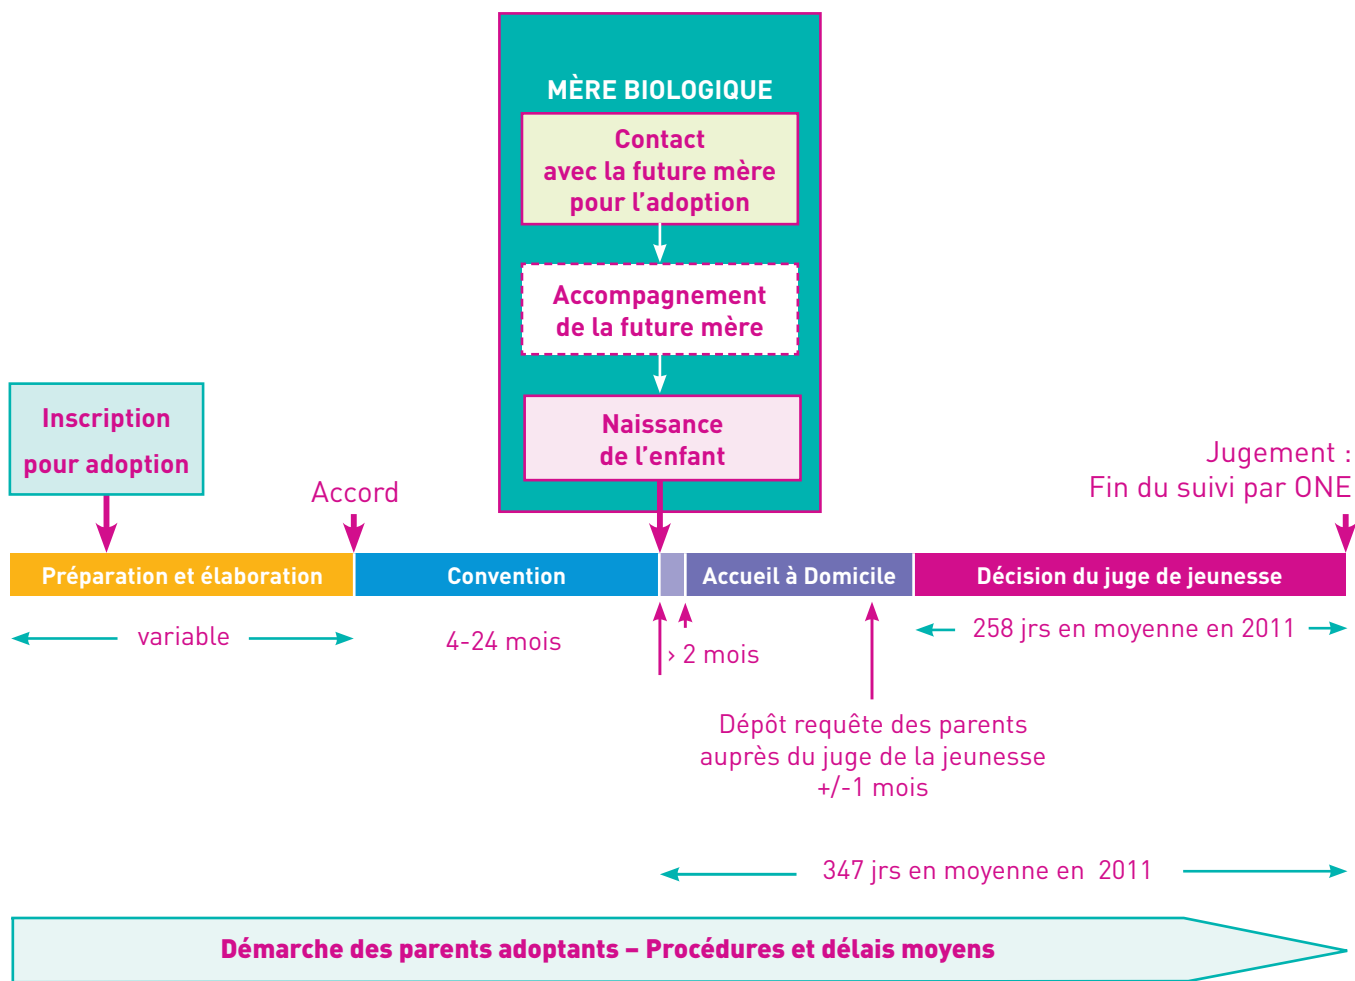 MÈRE BIOLOGIQUE
Contact
avec la future mère
pour l’adoption
Accompagnement
de la future mère
Naissance
de l’enfant
Inscription
pour adoption
Accord
Jugement :
Fin du suivi par ONE
Préparation et élaboration
Convention
Accueil à Domicile
Décision du juge de jeunesse
variable
4-24 mois
› 2 mois
258 jrs en moyenne en 2011
Dépôt requête des parents
auprès du juge de la jeunesse
+/-1 mois
347 jrs en moyenne en 2011
Démarche des parents adoptants – Procédures et délais moyens